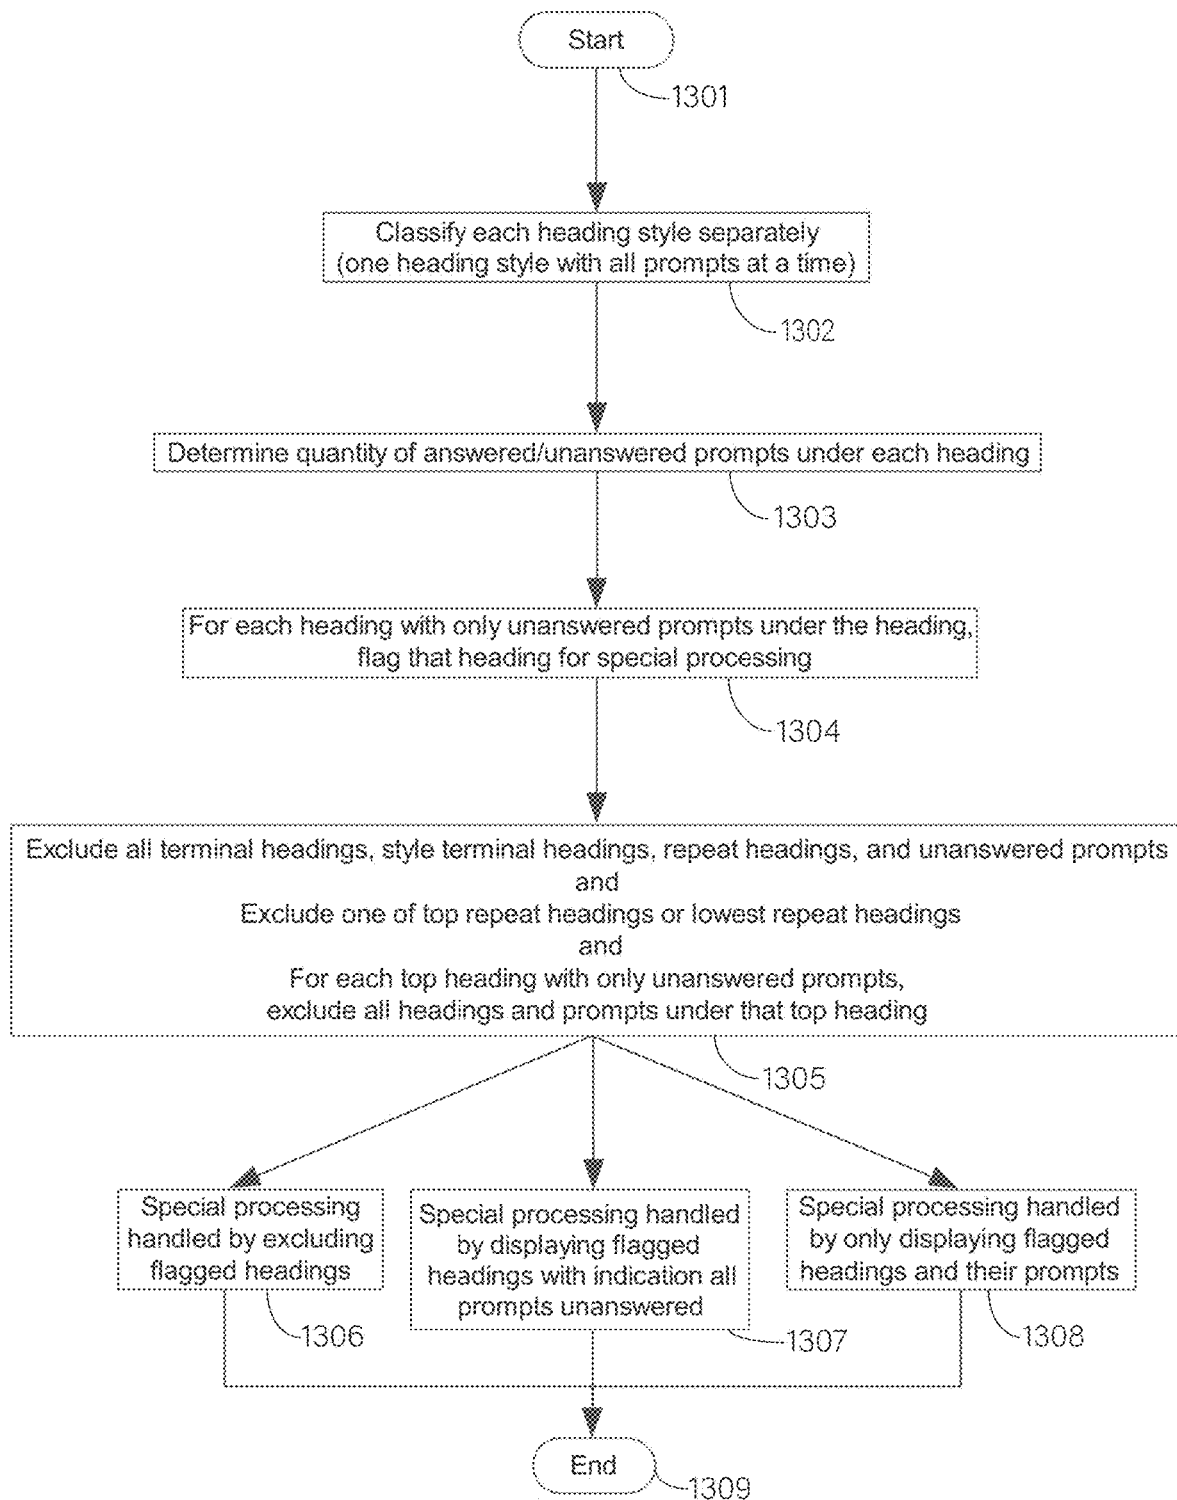 Start
1301
Classify each heading style separately
(one heading style with all prompts at a time)
1302
Determine quantity of answered/unanswered prompts under each heading
1303
For each heading with only unanswered prompts under the heading,
flag that heading for special processing
1304
Exclude all terminal headings, style terminal headings, repeat headings, and unanswered prompts
and
Exclude one of top repeat headings or lowest repeat headings
and
For each top heading with only unanswered prompts,
exclude all headings and prompts under that top heading
1305
Special processing
handled by excluding
flagged headings
1306
Special processing handled
by displaying flagged
headings with indication all
prompts unanswered
1307
Special processing handled
by only displaying flagged
headings and their prompts
1308
End
1309